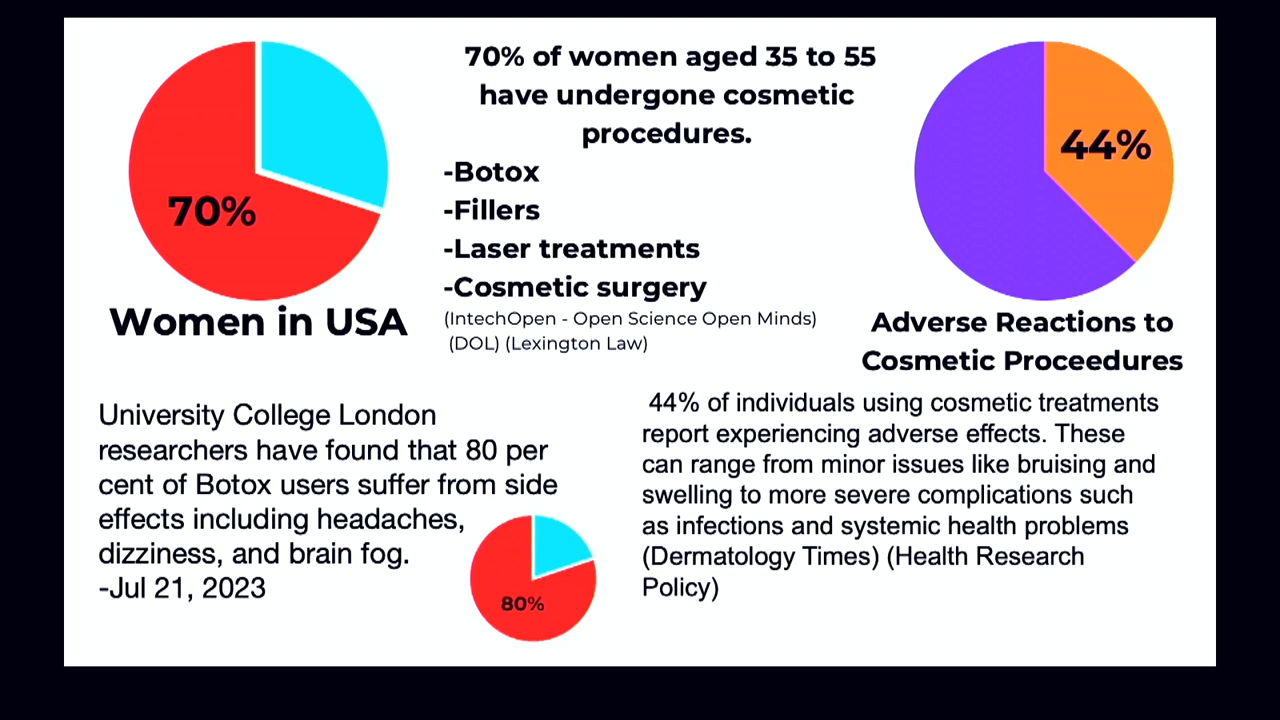 70%
Women in USA
70% of women aged 35 to 55
have undergone cosmetic
procedures.
-Botox
-Fillers
-Laser treatments
-Cosmetic surgery
(IntechOpen - Open Science Open Minds)
(DOL) (Lexington Law)
44%
Adverse Reactions to
Cosmetic Proceedures
University College London
researchers have found that 80 per
cent of Botox users suffer from side
effects including headaches,
dizziness, and brain fog.
-Jul 21, 2023
80%
44% of individuals using cosmetic treatments
report experiencing adverse effects. These
can range from minor issues like bruising and
swelling to more severe complications such
as infections and systemic health problems
(Dermatology Times) (Health Research
Policy)